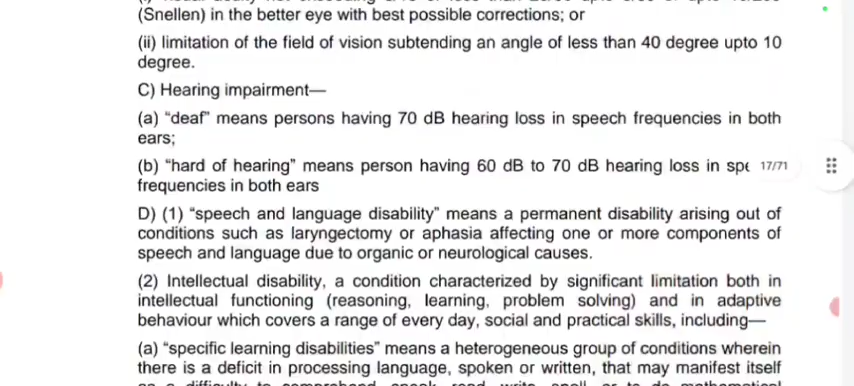 (Snellen) in the better eye with best possible corrections; or
(ii) limitation of the field of vision subtending an angle of less than 40 degree upto 10
degree.
C) Hearing impairment—
(a) “deaf” means persons having 70 dB hearing loss in speech frequencies in both
ears;
(b) “hard of hearing” means person having 60 dB to 70 dB hearing loss in 17/71
frequencies in both ears
D) (1) “speech and language disability” means a permanent disability arising out of
conditions such as laryngectomy or aphasia affecting one or more components of
speech and language due to organic or neurological causes.
(2) Intellectual disability, a condition characterized by significant limitation both in
intellectual functioning (reasoning, learning, problem solving) and in adaptive
behaviour which covers a range of every day, social and practical skills, including—
(a) “specific learning disabilities” means a heterogeneous group of conditions wherein
there is a deficit in processing language, spoken or written, that may manifest itself